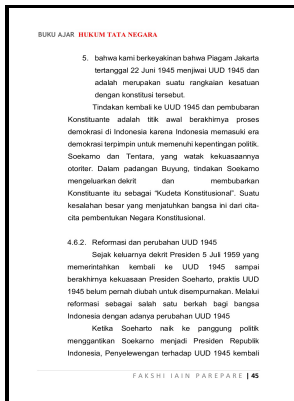 BUKU AJAR HUKUM TATA NEGARA
5. bahwa kami berkeyakinan bahwa Piagam Jakarta
tertanggal 22 Juni 1945 menjiwai UUD 1945 dan
adalah merupakan suatu rangkaian kesatuan
dengan konstitusi tersebut.
Tindakan kembali ke UUD 1945 dan pembubaran
Konstituante adalah titik awal berakhirnya proses
demokrasi di Indonesia karena Indonesia memasuki era
demokrasi terpimpin untuk memenuhi kepentingan politik.
Soekarno dan Tentara, yang watak kekuasaannya
otoriter. Dalam padangan Buyung, tindakan Soekarno
mengeluarkan dekrit dan membubarkan
Konstituante itu sebagai "Kudeta Konstitusional". Suatu
kesalahan besar yang menjatuhkan bangsa ini dari cita-
cita pembentukan Negara Konstitusional.
4.6.2. Reformasi dan perubahan UUD 1945
Sejak keluarnya dekrit Presiden 5 Juli 1959 yang
memerintahkan kembali ke UUD 1945 sampai
berakhirnya kekuasaan Presiden Soeharto, praktis UUD
1945 belum pernah diubah untuk disempurnakan. Melalui
reformasi sebagai salah satu berkah bagi bangsa
Indonesia dengan adanya perubahan UUD 1945
Ketika Soeharto naik ke panggung politik
menggantikan Soekarno menjadi Presiden Republik
Indonesia, Penyelewengan terhadap UUD 1945 kembali
FAKSHI IAIN PAREPARE | 45